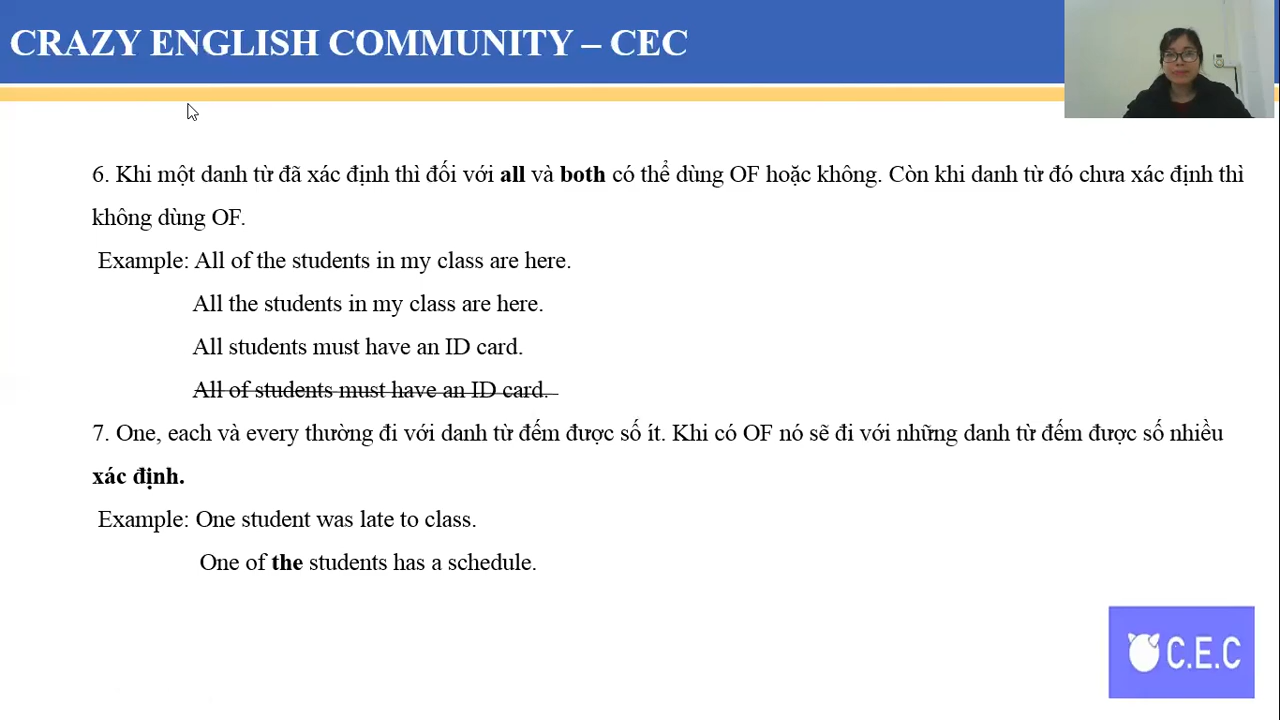 CRAZY ENGLISH COMMUNITY – CEC
6. Khi một danh từ đã xác định thì đối với all và both có thể dùng OF hoặc không. Còn khi danh từ đó chưa xác định thì
không dùng OF.
Example: All of the students in my class are here.
All the students in my class are here.
All students must have an ID card.
All of students must have an ID card.
7. One, each và every thường đi với danh từ đếm được số ít. Khi có OF nó sẽ đi với những danh từ đếm được số nhiều
xác định.
Example: One student was late to class.
One of the students has a schedule.
C.E.C